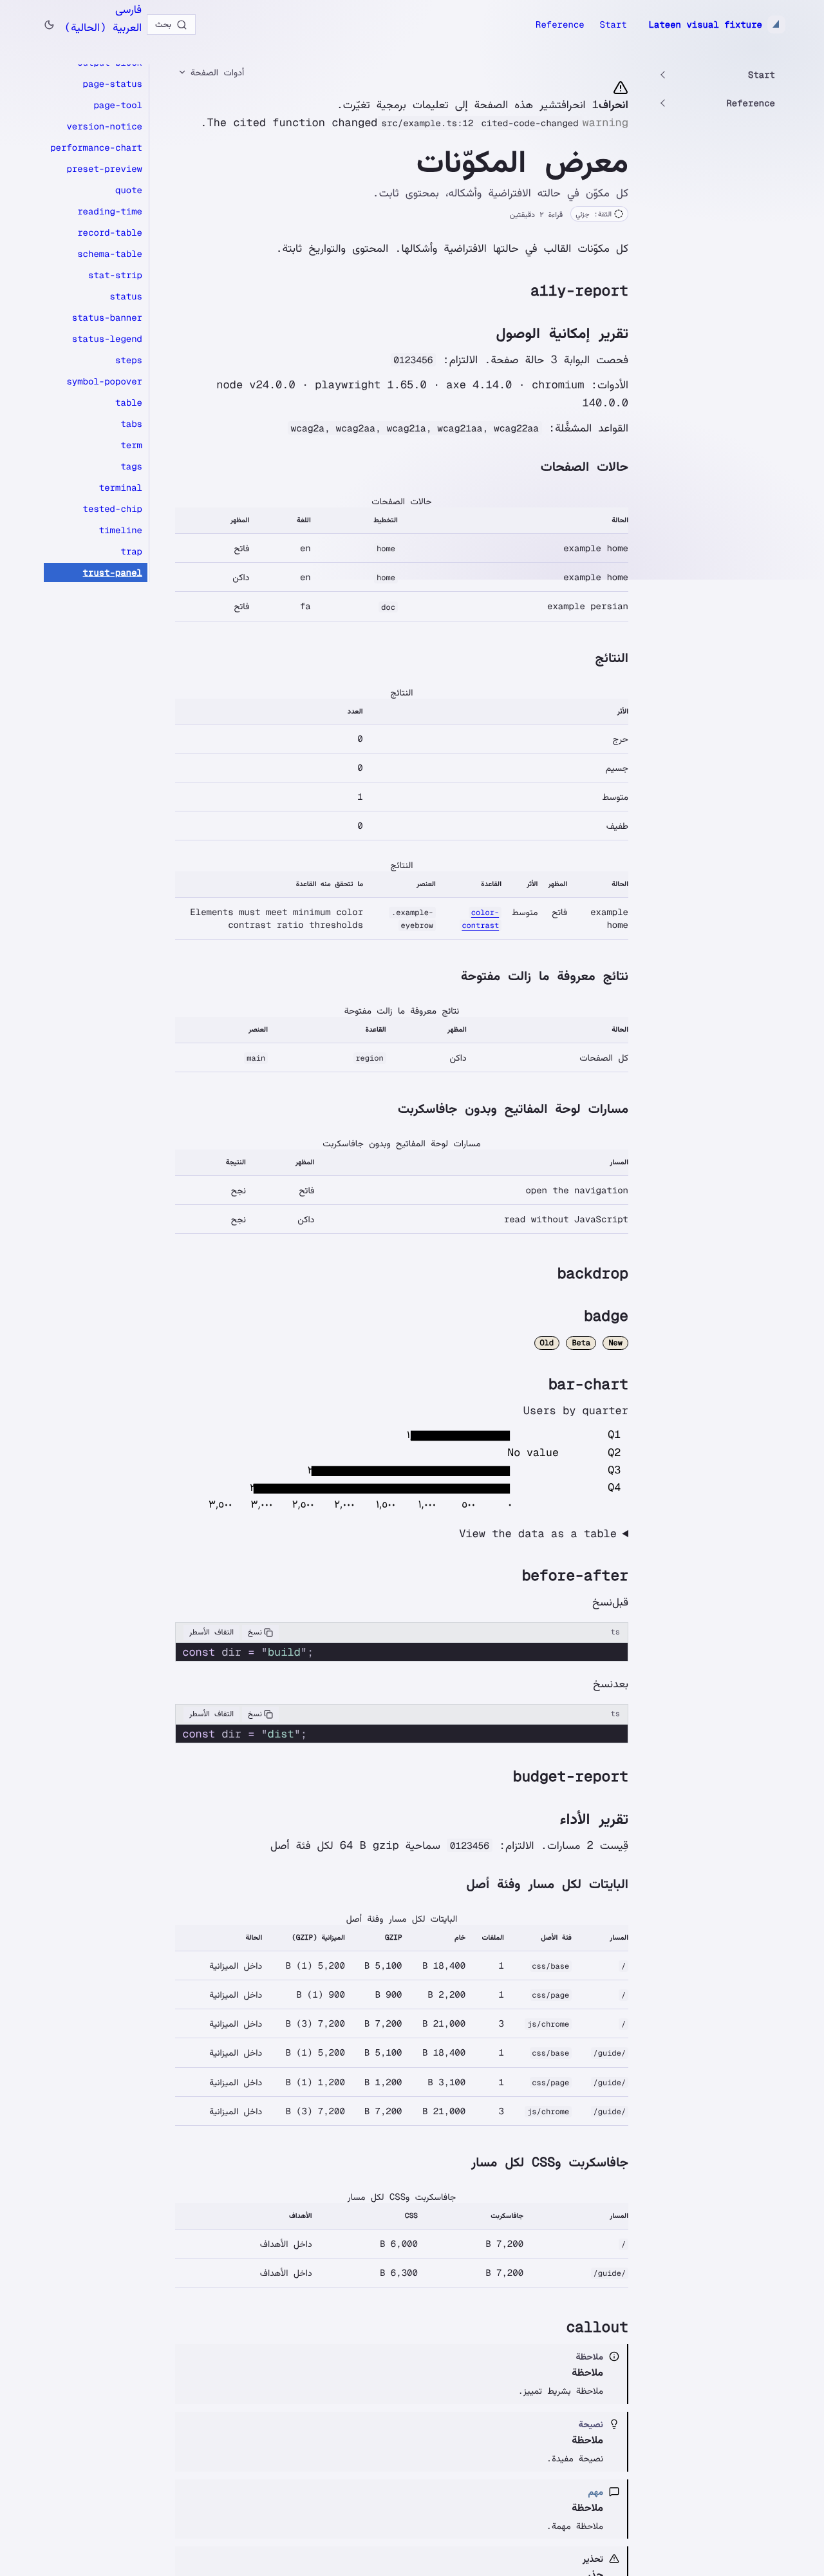 Lateen visual fixture
Start
Reference
بحث
فارسی
العربية (الحالية)
Start
Reference
أدوات الصفحة
انحراف1 انحرافتشير هذه الصفحة إلى تعليمات برمجية تغيّرت.
warning cited-code-changed src/example.ts:12 The cited function changed.
معرض المكوّنات
كل مكوّن في حالته الافتراضية وأشكاله، بمحتوى ثابت.
الثقة: جزئي
قراءة ٢ دقيقتين
كل مكوّنات القالب في حالتها الافتراضية وأشكالها. المحتوى والتواريخ ثابتة.
a11y-report
تقرير إمكانية الوصول
فحصت البوابة 3 حالة صفحة. الالتزام: 0123456
الأدوات: node v24.0.0 · playwright 1.65.0 · axe 4.14.0 · chromium
140.0.0
القواعد المشغَّلة: wcag2a, wcag2aa, wcag21a, wcag21aa, wcag22aa
حالات الصفحات
حالات الصفحات
الحالة التخطيط اللغة المظهر
example home home en فاتح
example home home en داكن
example persian doc fa فاتح
النتائج
النتائج
الأثر العدد
حرج 0
جسيم 0
متوسط 1
طفيف 0
النتائج
الحالة المظهر الأثر القاعدة العنصر ما تتحقق منه القاعدة
example home فاتح متوسط color-contrast .example-eyebrow Elements must meet minimum color contrast ratio thresholds
نتائج معروفة ما زالت مفتوحة
نتائج معروفة ما زالت مفتوحة
الحالة المظهر القاعدة العنصر
كل الصفحات داكن region main
مسارات لوحة المفاتيح وبدون جافاسكربت
مسارات لوحة المفاتيح وبدون جافاسكربت
المسار المظهر النتيجة
open the navigation فاتح نجح
read without JavaScript داكن نجح
backdrop
badge
New Beta Old
bar-chart
Users by quarter
Q1 ١
Q2 No value
Q3
Q4
٠ ٥٠٠ ١,٠٠٠ ١,٥٠٠ ٢,٠٠٠ ٢,٥٠٠ ٣,٠٠٠ ٣,٥٠٠
View the data as a table
before-after
قبلنسخ
ts نسخ التفاف الأسطر
const dir = "build";
بعدنسخ
ts نسخ التفاف الأسطر
const dir = "dist";
budget-report
تقرير الأداء
قِيست 2 مسارات. الالتزام: 0123456 سماحية 64 B gzip لكل فئة أصل
البايتات لكل مسار وفئة أصل
البايتات لكل مسار وفئة أصل
المسار فئة الأصل الملفات خام GZIP الميزانية (GZIP) الحالة
/ css/base 1 18,400 B 5,100 B 5,200 B (1) داخل الميزانية
/ css/page 1 2,200 B 900 B 900 B (1) داخل الميزانية
/ js/chrome 3 21,000 B 7,200 B 7,200 B (3) داخل الميزانية
/guide/ css/base 1 18,400 B 5,100 B 5,200 B (1) داخل الميزانية
/guide/ css/page 1 3,100 B 1,200 B 1,200 B (1) داخل الميزانية
/guide/ js/chrome 3 21,000 B 7,200 B 7,200 B (3) داخل الميزانية
جافاسكربت وCSS لكل مسار
جافاسكربت وCSS لكل مسار
المسار جافاسكربت CSS الأهداف
/ 7,200 B 6,000 B داخل الأهداف
/guide/ 7,200 B 6,300 B داخل الأهداف
callout
ملاحظة
ملاحظة
ملاحظة بشريط تمييز.
نصيحة
ملاحظة
نصيحة مفيدة.
مهم
ملاحظة
ملاحظة مهمة.
تحذير
page-status
page-tool
version-notice
performance-chart
preset-preview
quote
reading-time
record-table
schema-table
stat-strip
status
status-banner
status-legend
steps
symbol-popover
table
tabs
term
tags
terminal
tested-chip
timeline
trap
trust-panel